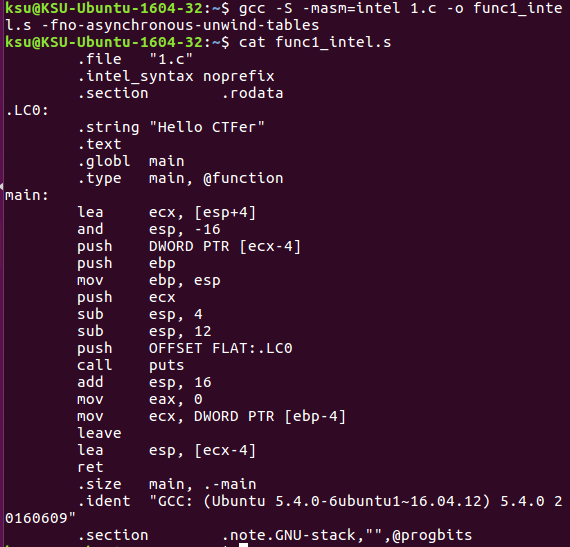 ksu@KSU-Ubuntu-1604-32:~$ gcc -S -masm=intel 1.c -o func1_inte
l.s -fno-asynchronous-unwind-tables
ksu@KSU-Ubuntu-1604-32:~$ cat func1_intel.s
        .file   "1.c"
        .intel_syntax noprefix
        .section        .rodata
.LC0:
        .string "Hello CTFer"
        .text
        .globl  main
        .type   main, @function
main:
        lea     ecx, [esp+4]
        and     esp, -16
        push    DWORD PTR [ecx-4]
        push    ebp
        mov     ebp, esp
        push    ecx
        sub     esp, 4
        sub     esp, 12
        push    OFFSET FLAT:.LC0
        call    puts
        add     esp, 16
        mov     eax, 0
        mov     ecx, DWORD PTR [ebp-4]
        leave
        lea     esp, [ecx-4]
        ret
        .size   main, .-main
        .ident  "GCC: (Ubuntu 5.4.0-6ubuntu1~16.04.12) 5.4.0 2
0160609"
        .section        .note.GNU-stack,"",@progbits